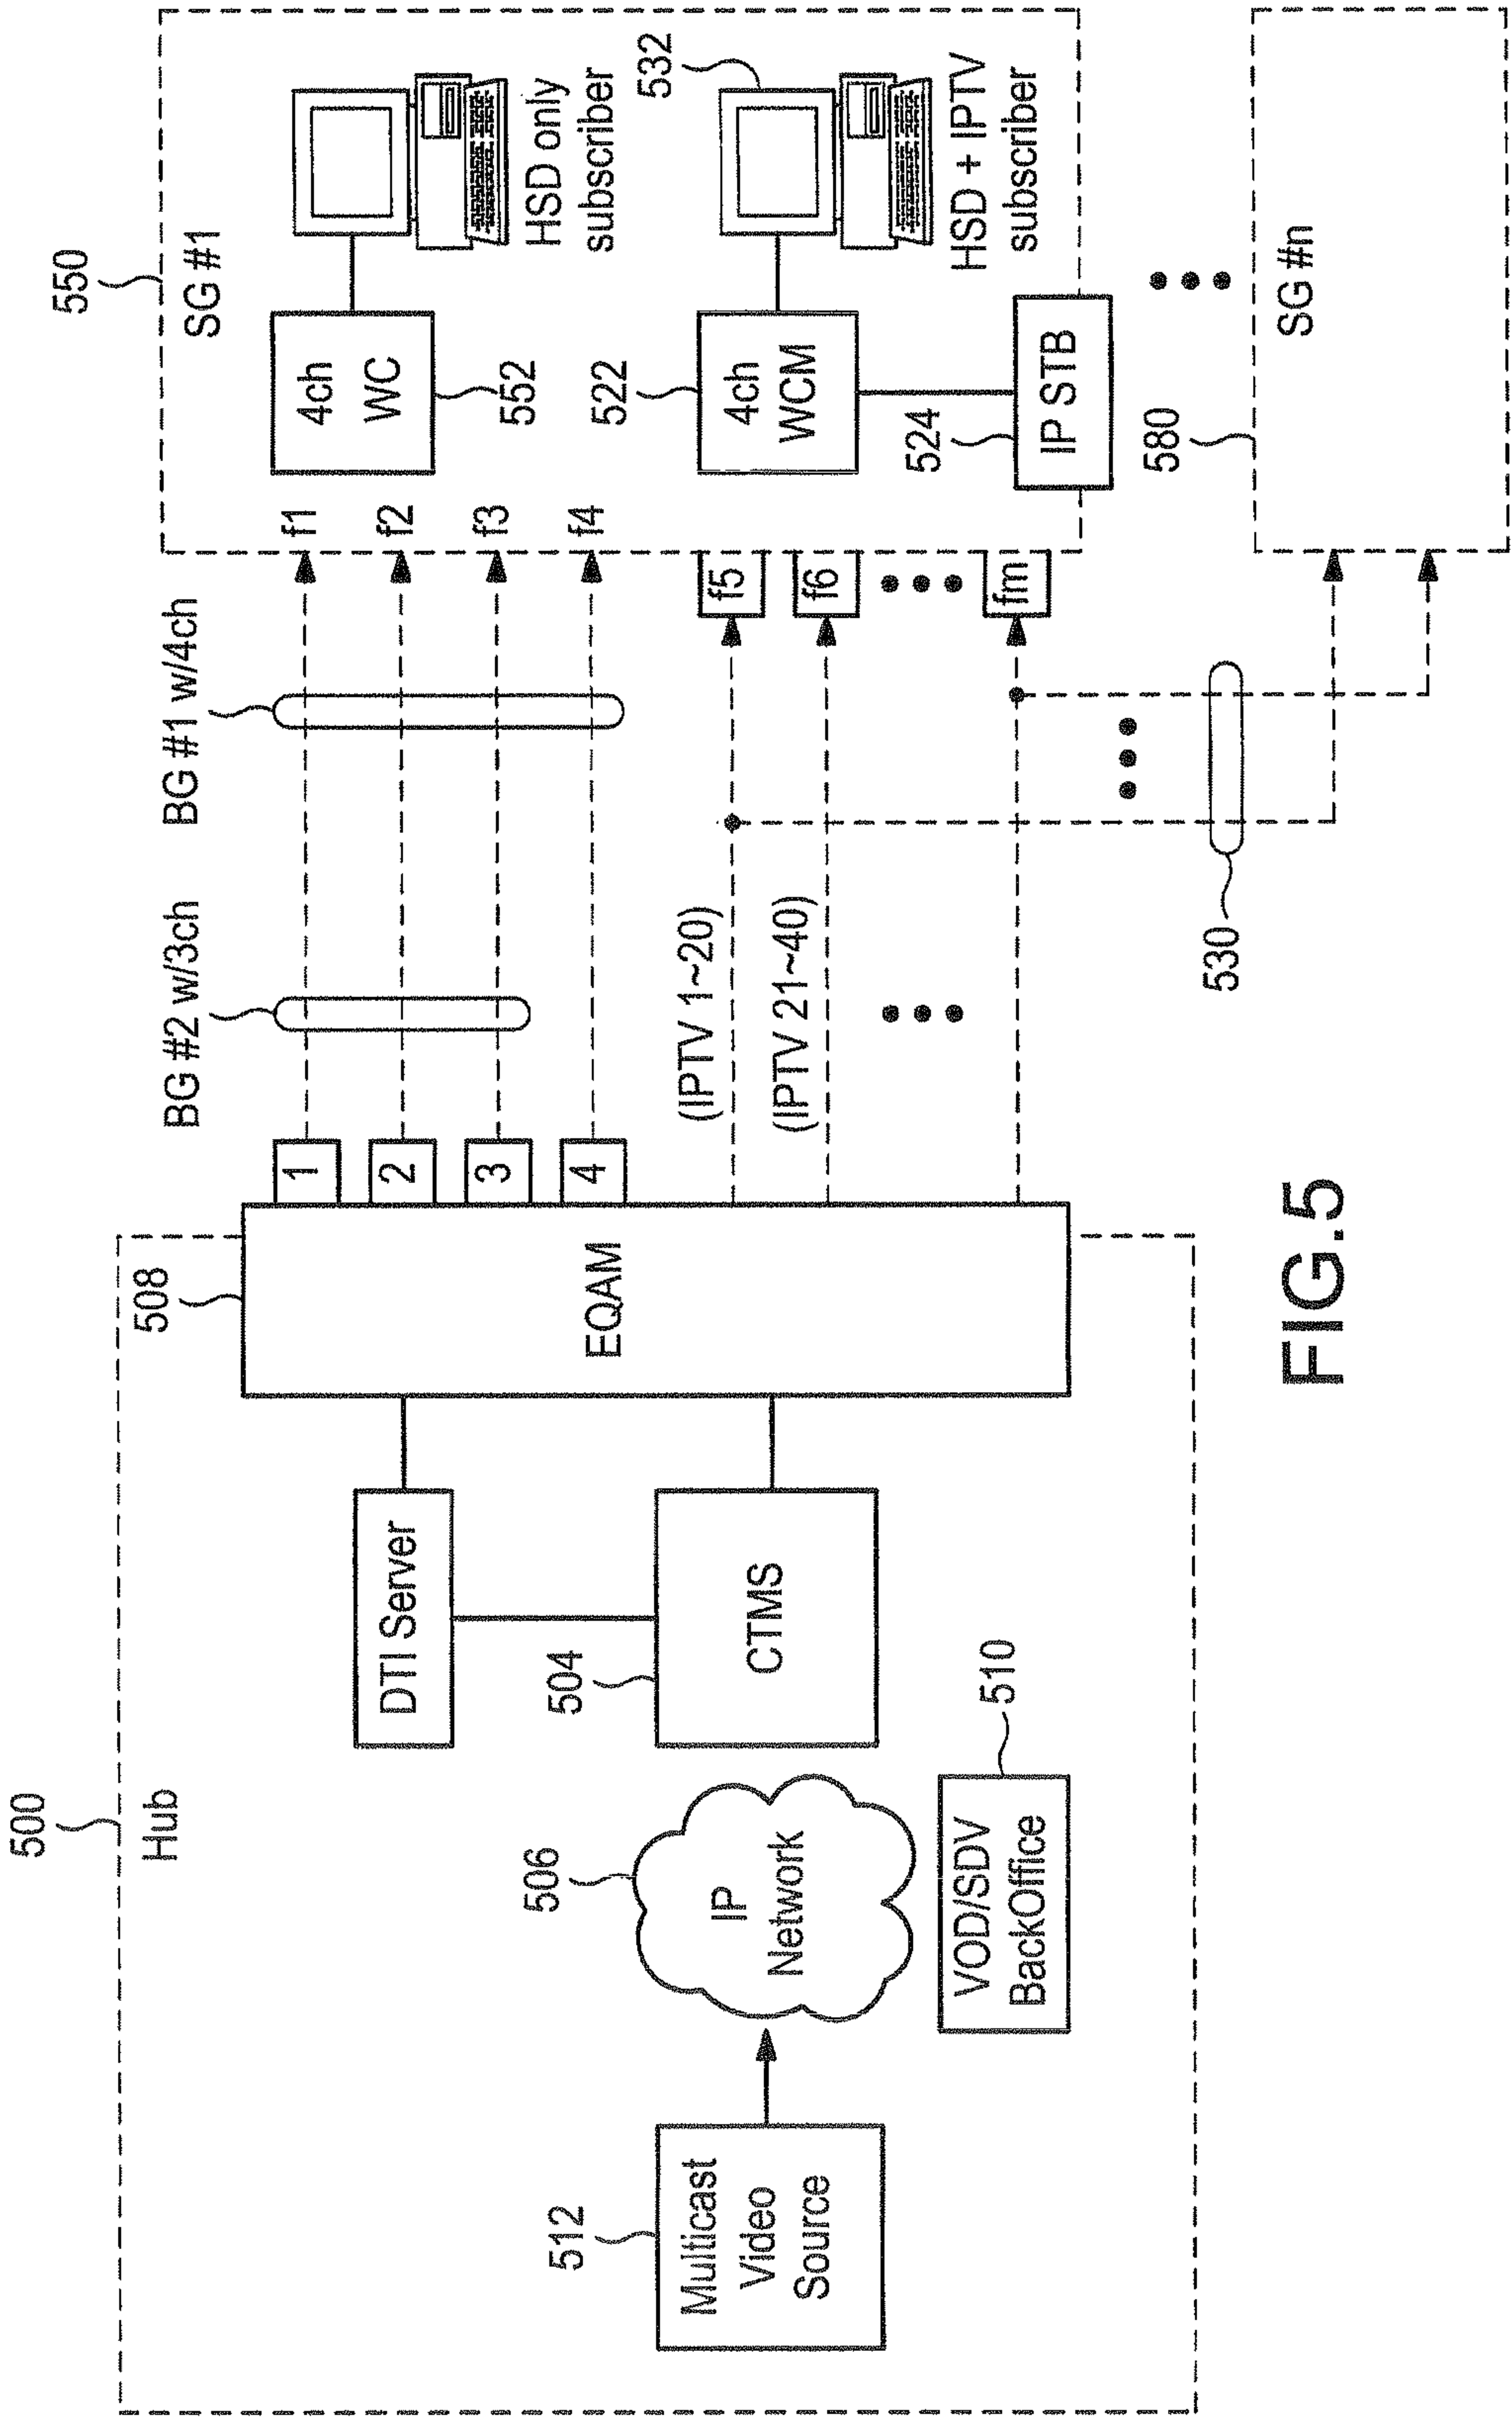 500
Hub
512
Multicast
Video
Source
506
IP
Network
VOD/SDV
BackOffice
510
DTI Server
504
CTMS
508
EQAM
1
2
3
4
BG #2 w/3ch
BG #1 w/4ch
(IPTV 1~20)
(IPTV 21~40)
530
f1
f2
f3
f4
f5
f6
fm
550
SG #1
4ch
WC
552
HSD only
subscriber
522
4ch
WCM
532
HSD + IPTV
subscriber
524
IP STB
580
SG #n
FIG.5